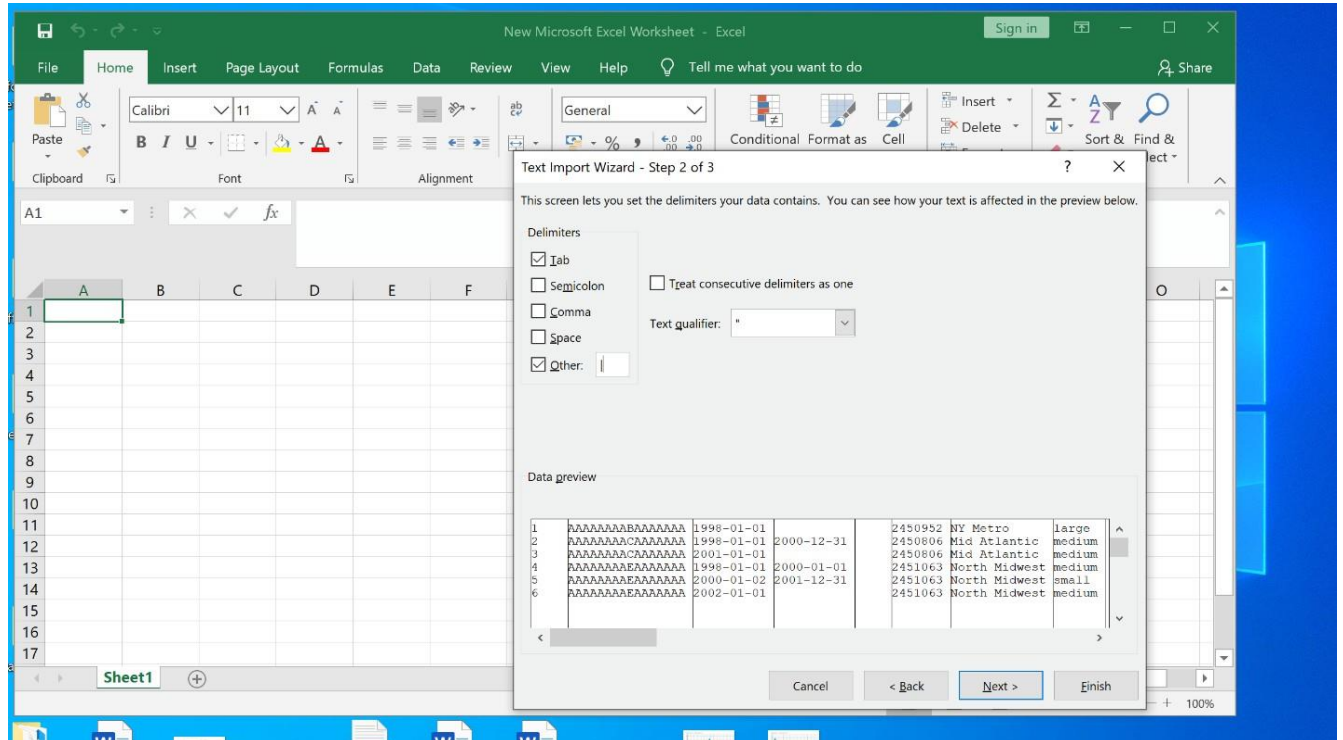 New Microsoft Excel Worksheet - Excel
Sign in
File Home Insert Page Layout Formulas Data Review View Help Tell me what you want to do Share
Paste
Calibri 11 A A
B I U A
ab
General
% , .00
Conditional Format as Cell
Insert
Delete
Sort & Find &
Clipboard Font Alignment
A1 fx
A B C D E F O
1
2
3
4
5
6
7
8
9
10
11
12
13
14
15
16
17
Sheet1
100%
Text Import Wizard - Step 2 of 3 ?
This screen lets you set the delimiters your data contains. You can see how your text is affected in the preview below.
Delimiters
Tab
Semicolon
Comma
Space
Other: |
Treat consecutive delimiters as one
Text qualifier: "
Data preview
1 AAAAAAAABAAAAAAA 1998-01-01 2450952 NY Metro large
2 AAAAAAAACAAAAAAA 1998-01-01 2000-12-31 2450806 Mid Atlantic medium
3 AAAAAAAACAAAAAAA 2001-01-01 2450806 Mid Atlantic medium
4 AAAAAAAAEAAAAAAA 1998-01-01 2000-01-01 2451063 North Midwest medium
5 AAAAAAAAEAAAAAAA 2000-01-02 2001-12-31 2451063 North Midwest small
6 AAAAAAAAEAAAAAAA 2002-01-01 2451063 North Midwest medium
Cancel < Back Next > Finish